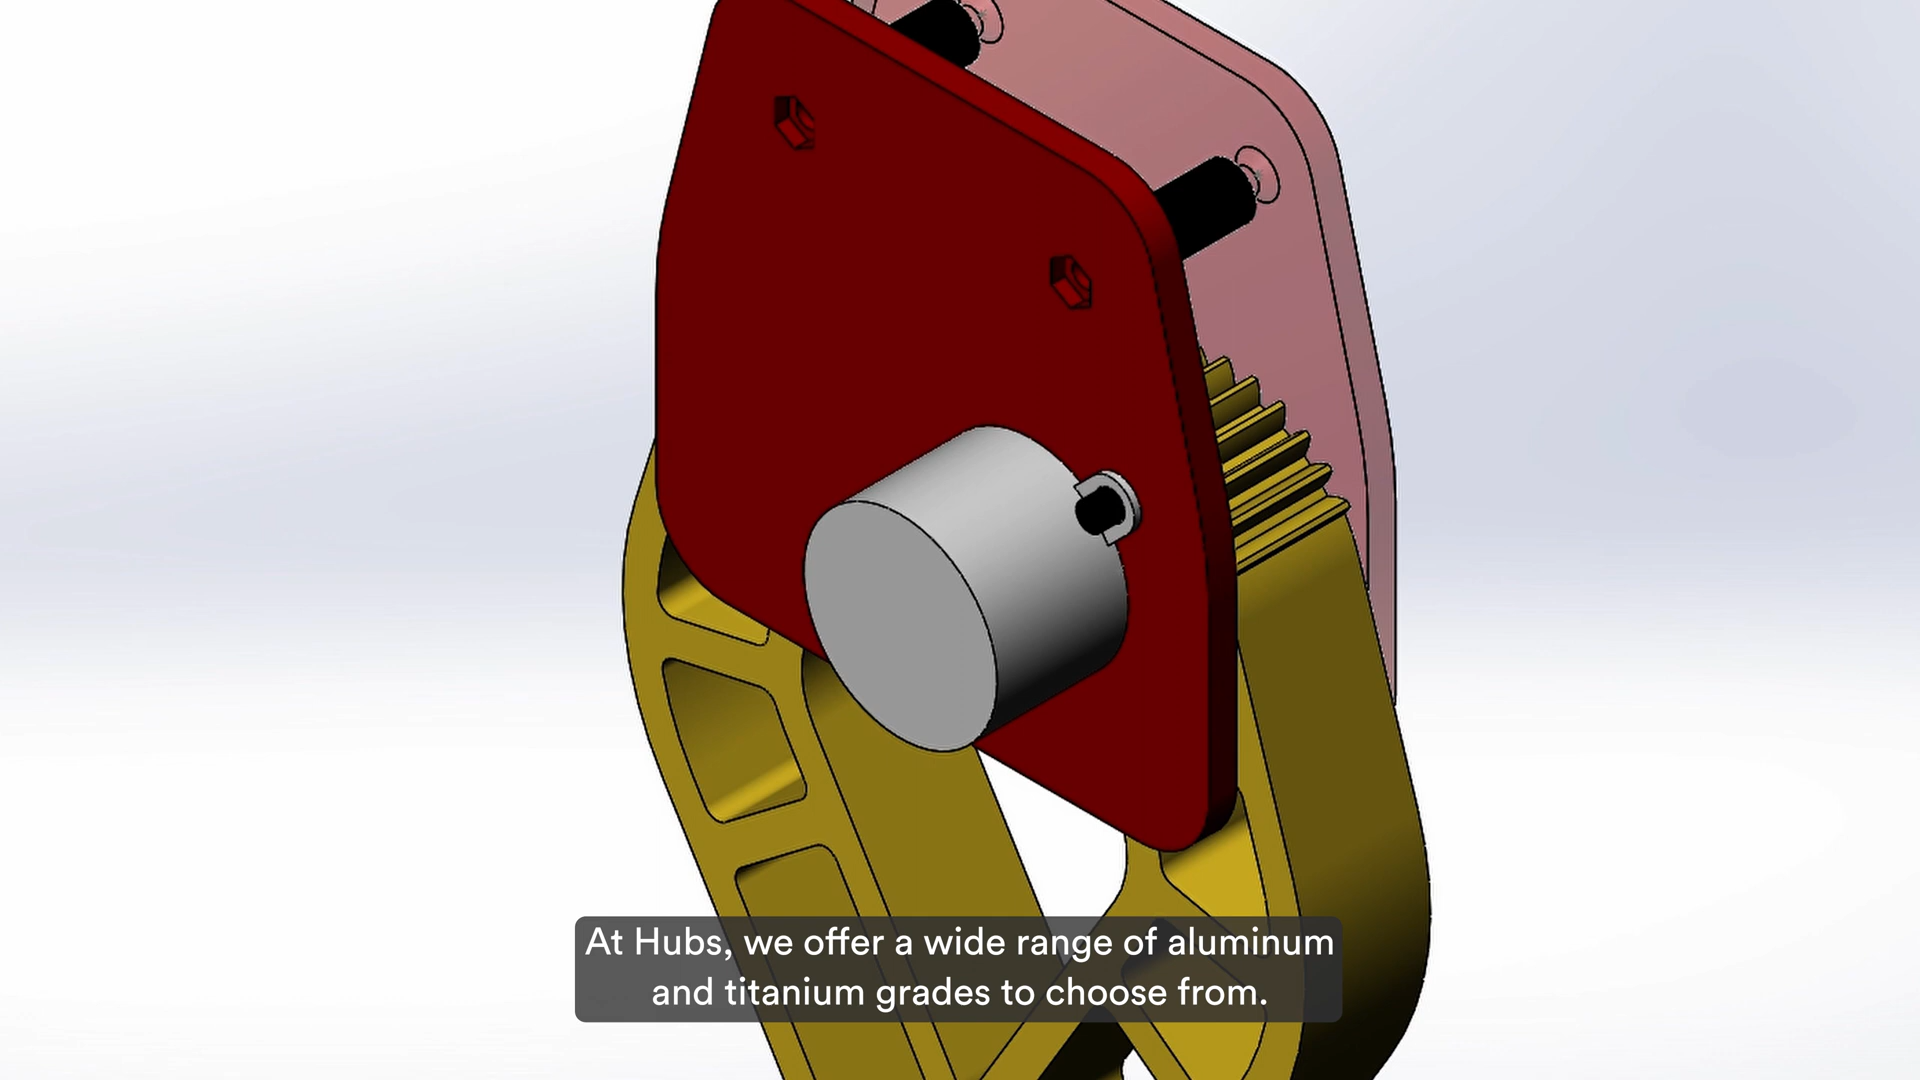 At Hubs, we offer a wide range of aluminum
and titanium grades to choose from.